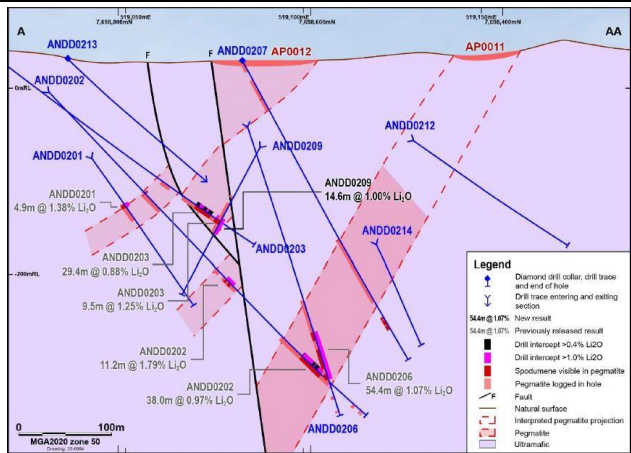 519,050mE
519,100mE
519,150mE
7,698,800mN
7,698,600mN
7,698,400mN
A
ANDD0213
F
F
ANDD0207
AP0012
AP0011
AA
0mRL
ANDD0202
ANDD0201
ANDD0209
ANDD0212
ANDD0201
4.9m @ 1.38% Li₂O
ANDD0209
14.6m @ 1.00% Li₂O
ANDD0203
29.4m @ 0.88% Li₂O
ANDD0203
ANDD0214
-200mRL
ANDD0203
9.5m @ 1.25% Li₂O
ANDD0202
11.2m @ 1.79% Li₂O
ANDD0202
38.0m @ 0.97% Li₂O
ANDD0206
54.4m @ 1.07% Li₂O
ANDD0206
0
100m
MGA2020 zone 50
Legend
Diamond drill collar, drill trace
and end of hole
Drill trace entering and exiting
section
54.4m @ 1.07% New result
54.4m @ 1.07% Previously released result
Drill intercept >0.4% Li2O
Drill intercept >1.0% Li2O
Spodumene visible in pegmatite
Pegmatite logged in hole
F Fault
Natural surface
Interpreted pegmatite projection
Pegmatite
Ultramafic